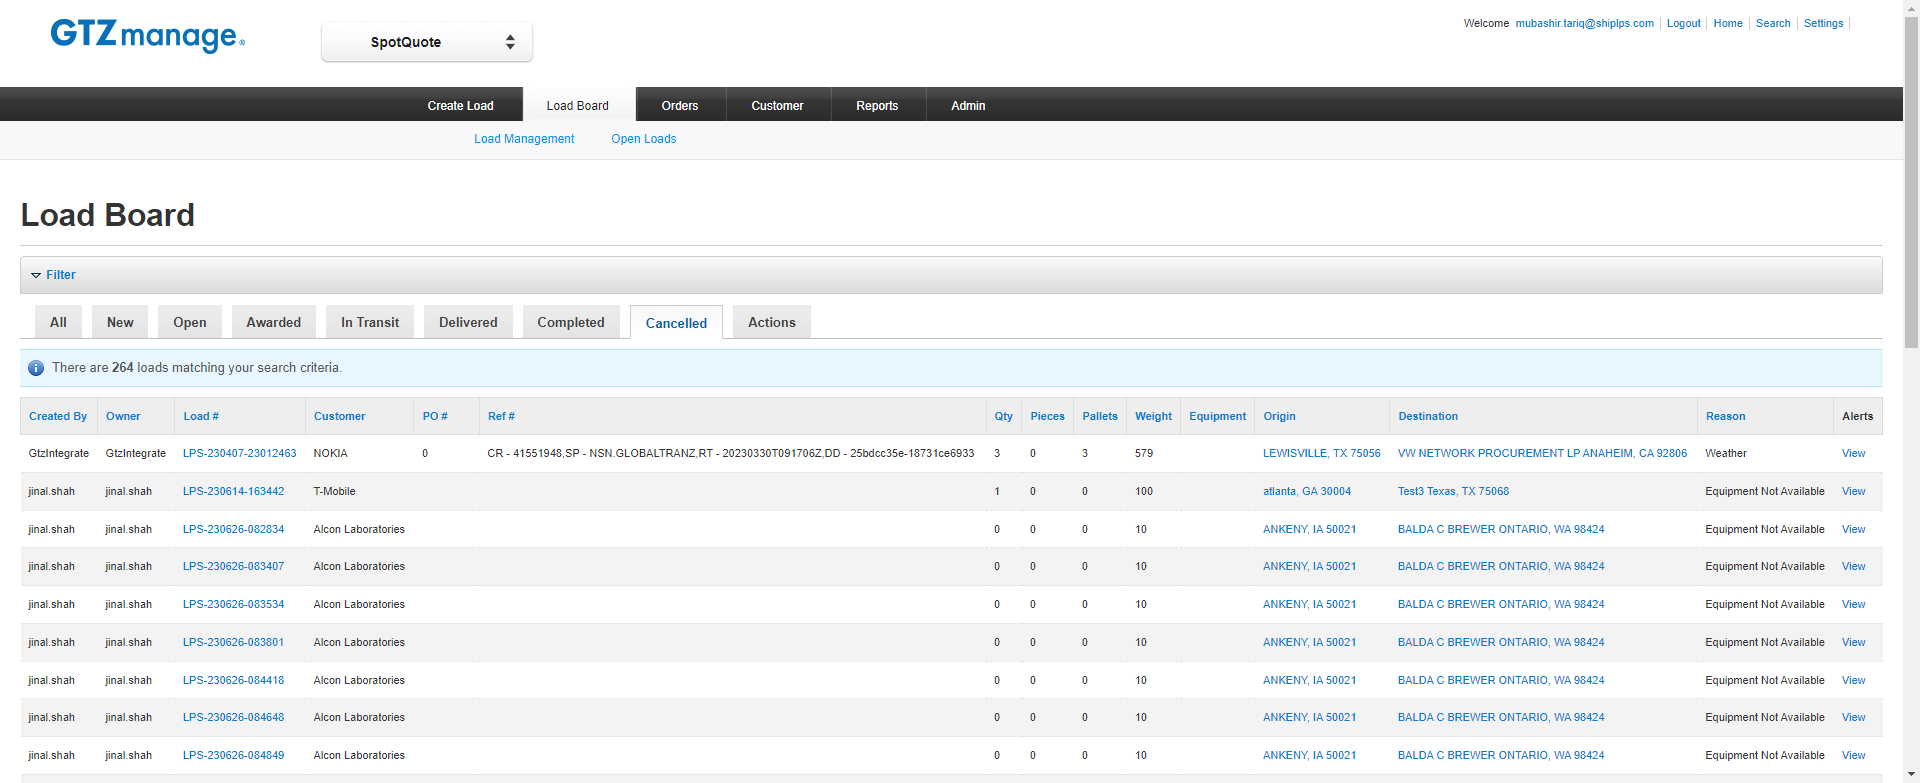 GTZmanage®
SpotQuote
Welcome mubashir.tariq@shiplps.com Logout Home Search Settings
Create Load Load Board Orders Customer Reports Admin
Load Management Open Loads
Load Board
Filter
All New Open Awarded In Transit Delivered Completed Cancelled Actions
There are 264 loads matching your search criteria.
Created By Owner Load # Customer PO # Ref # Qty Pieces Pallets Weight Equipment Origin Destination Reason Alerts
GtzIntegrate GtzIntegrate LPS-230407-23012463 NOKIA 0 CR - 41551948,SP - NSN.GLOBALTRANZ,RT - 20230330T091706Z,DD - 25bdcc35e-18731ce6933 3 0 3 579 LEWISVILLE, TX 75056 VW NETWORK PROCUREMENT LP ANAHEIM, CA 92806 Weather View
jinal.shah jinal.shah LPS-230614-163442 T-Mobile 1 0 0 100 atlanta, GA 30004 Test3 Texas, TX 75068 Equipment Not Available View
jinal.shah jinal.shah LPS-230626-082834 Alcon Laboratories 0 0 0 10 ANKENY, IA 50021 BALDA C BREWER ONTARIO, WA 98424 Equipment Not Available View
jinal.shah jinal.shah LPS-230626-083407 Alcon Laboratories 0 0 0 10 ANKENY, IA 50021 BALDA C BREWER ONTARIO, WA 98424 Equipment Not Available View
jinal.shah jinal.shah LPS-230626-083534 Alcon Laboratories 0 0 0 10 ANKENY, IA 50021 BALDA C BREWER ONTARIO, WA 98424 Equipment Not Available View
jinal.shah jinal.shah LPS-230626-083801 Alcon Laboratories 0 0 0 10 ANKENY, IA 50021 BALDA C BREWER ONTARIO, WA 98424 Equipment Not Available View
jinal.shah jinal.shah LPS-230626-084418 Alcon Laboratories 0 0 0 10 ANKENY, IA 50021 BALDA C BREWER ONTARIO, WA 98424 Equipment Not Available View
jinal.shah jinal.shah LPS-230626-084648 Alcon Laboratories 0 0 0 10 ANKENY, IA 50021 BALDA C BREWER ONTARIO, WA 98424 Equipment Not Available View
jinal.shah jinal.shah LPS-230626-084849 Alcon Laboratories 0 0 0 10 ANKENY, IA 50021 BALDA C BREWER ONTARIO, WA 98424 Equipment Not Available View